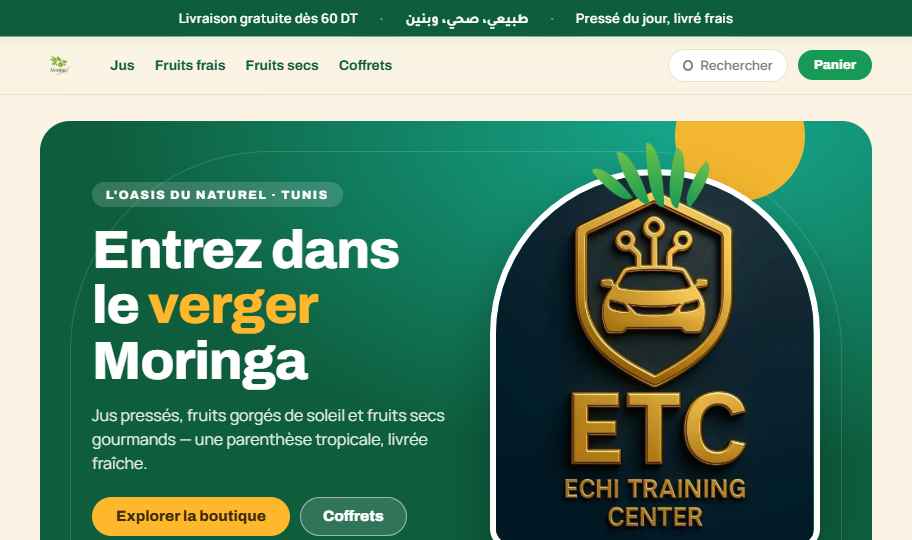 Livraison gratuite dès 60 DT · طبيعي، صحي، وبنين · Pressé du jour, livré frais
Jus Fruits frais Fruits secs Coffrets Rechercher Panier
L'OASIS DU NATUREL · TUNIS
Entrez dans
le verger
Moringa
Jus pressés, fruits gorgés de soleil et fruits secs
gourmands — une parenthèse tropicale, livrée
fraîche.
Explorer la boutique Coffrets
ETC
ECHI TRAINING
CENTER